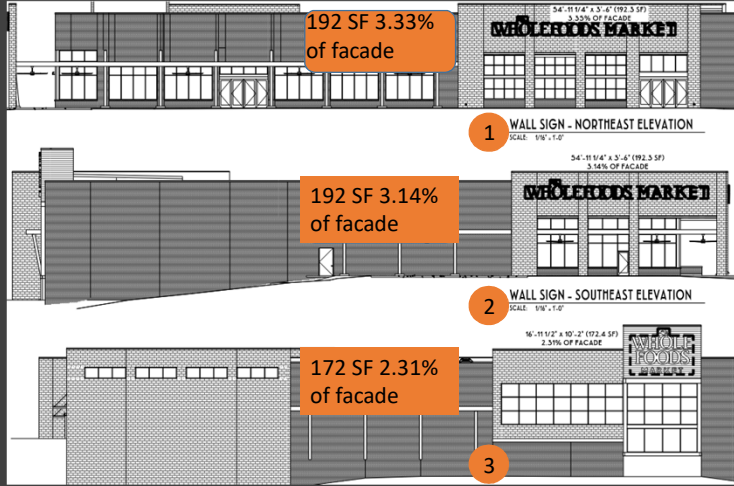 54'-11 1/4" x 3'-6" (192.3 SF)
3.33% OF FACADE
192 SF 3.33%
of facade
WHOLE FOODS MARKET
1
WALL SIGN - NORTHEAST ELEVATION
SCALE: 1/16" = 1'-0"
54'-11 1/4" x 3'-6" (192.3 SF)
3.14% OF FACADE
192 SF 3.14%
of facade
WHOLE FOODS MARKET
2
WALL SIGN - SOUTHEAST ELEVATION
SCALE: 1/16" = 1'-0"
16'-11 1/2" x 10'-2" (172.4 SF)
2.31% OF FACADE
WHOLE
FOODS
MARKET
172 SF 2.31%
of facade
3